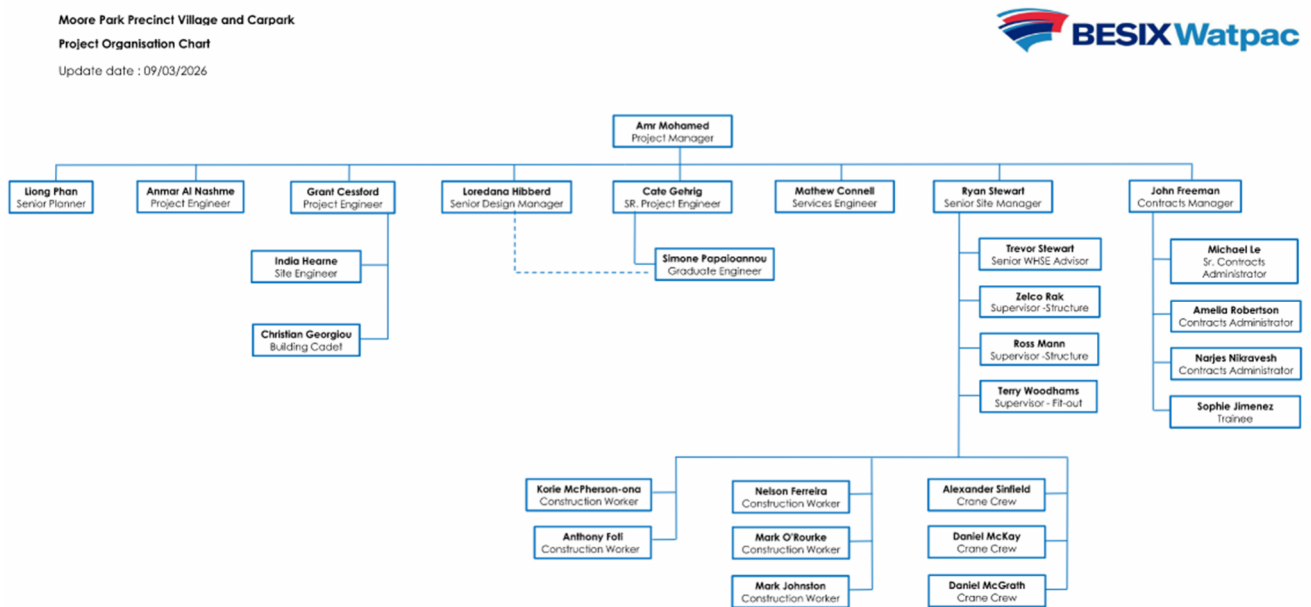 Moore Park Precinct Village and Carpark
Project Organisation Chart
Update date : 09/03/2026
BESIX Watpac
Amr Mohamed
Project Manager
Liong Phan
Senior Planner
Anmar Al Nashme
Project Engineer
Grant Cessford
Project Engineer
Loredana Hibberd
Senior Design Manager
Cate Gehrig
SR. Project Engineer
Mathew Connell
Services Engineer
Ryan Stewart
Senior Site Manager
John Freeman
Contracts Manager
India Hearne
Site Engineer
Christian Georgiou
Building Cadet
Simone Papaioannou
Graduate Engineer
Trevor Stewart
Senior WHSE Advisor
Zelco Rak
Supervisor -Structure
Ross Mann
Supervisor -Structure
Terry Woodhams
Supervisor - Fit-out
Michael Le
Sr. Contracts
Administrator
Amelia Robertson
Contracts Administrator
Narjes Nikravesh
Contracts Administrator
Sophie Jimenez
Trainee
Korie McPherson-ona
Construction Worker
Anthony Foti
Construction Worker
Nelson Ferreira
Construction Worker
Mark O'Rourke
Construction Worker
Mark Johnston
Construction Worker
Alexander Sinfield
Crane Crew
Daniel McKay
Crane Crew
Daniel McGrath
Crane Crew